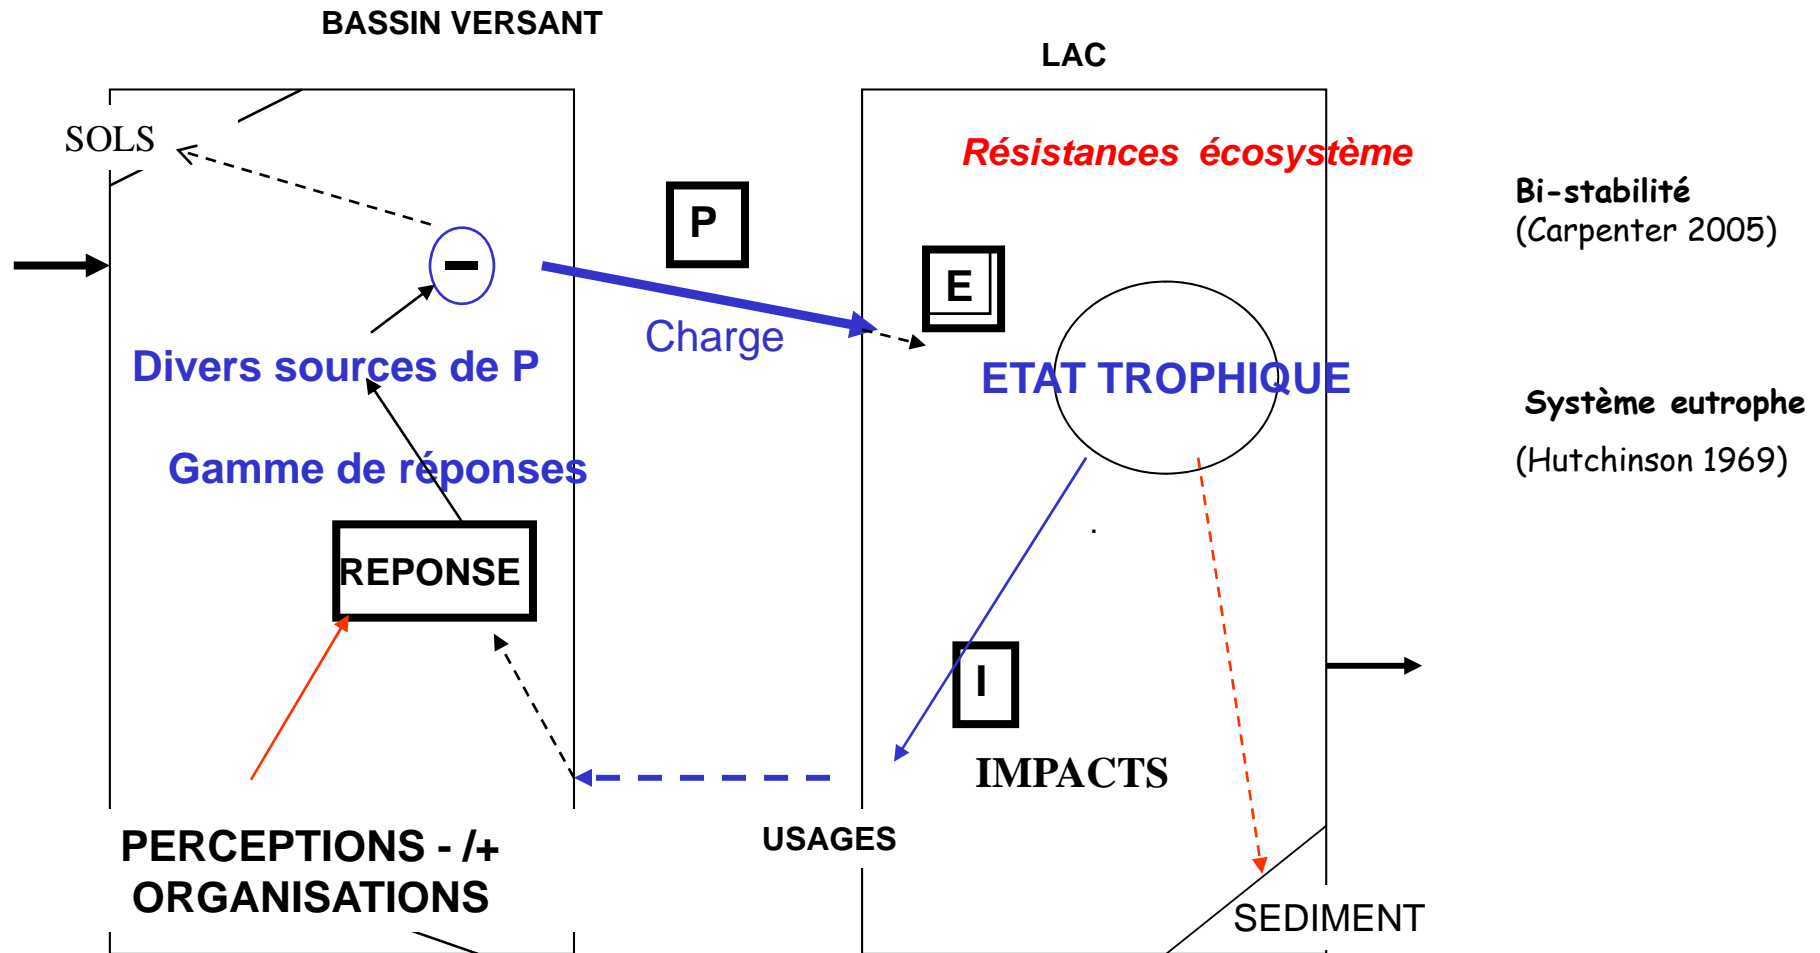 BASSIN VERSANT
LAC
SOLS
Résistances écosystème
Bi-stabilité
(Carpenter 2005)
P
E
Charge
Divers sources de P
ETAT TROPHIQUE
Système eutrophe
(Hutchinson 1969)
Gamme de réponses
REPONSE
I
IMPACTS
USAGES
PERCEPTIONS - /+
ORGANISATIONS
SEDIMENT